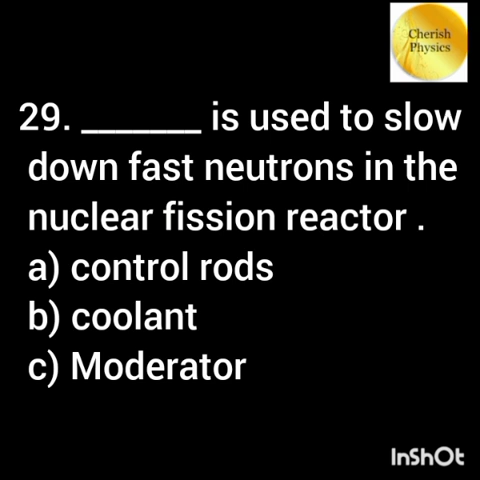 Cherish
Physics
29. _______ is used to slow
down fast neutrons in the
nuclear fission reactor .
a) control rods
b) coolant
c) Moderator
InShOt